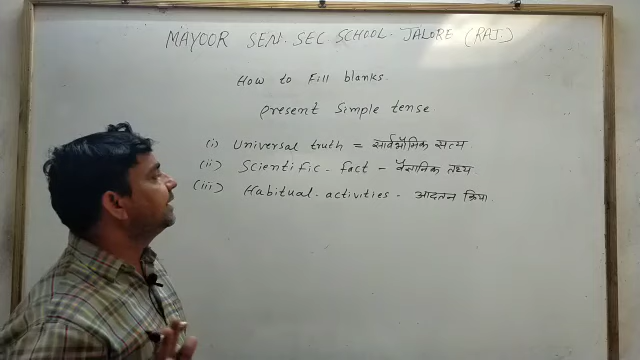 MAYOOR SEN. SEC. SCHOOL. JALORE (RAJ.)
How to Fill blanks.
Present Simple tense
(i) Universal truth = सार्वभौमिक सत्य
(ii) Scientific-fact - वैज्ञानिक तथ्य
(iii) Habitual-activities - आदतन क्रिया.